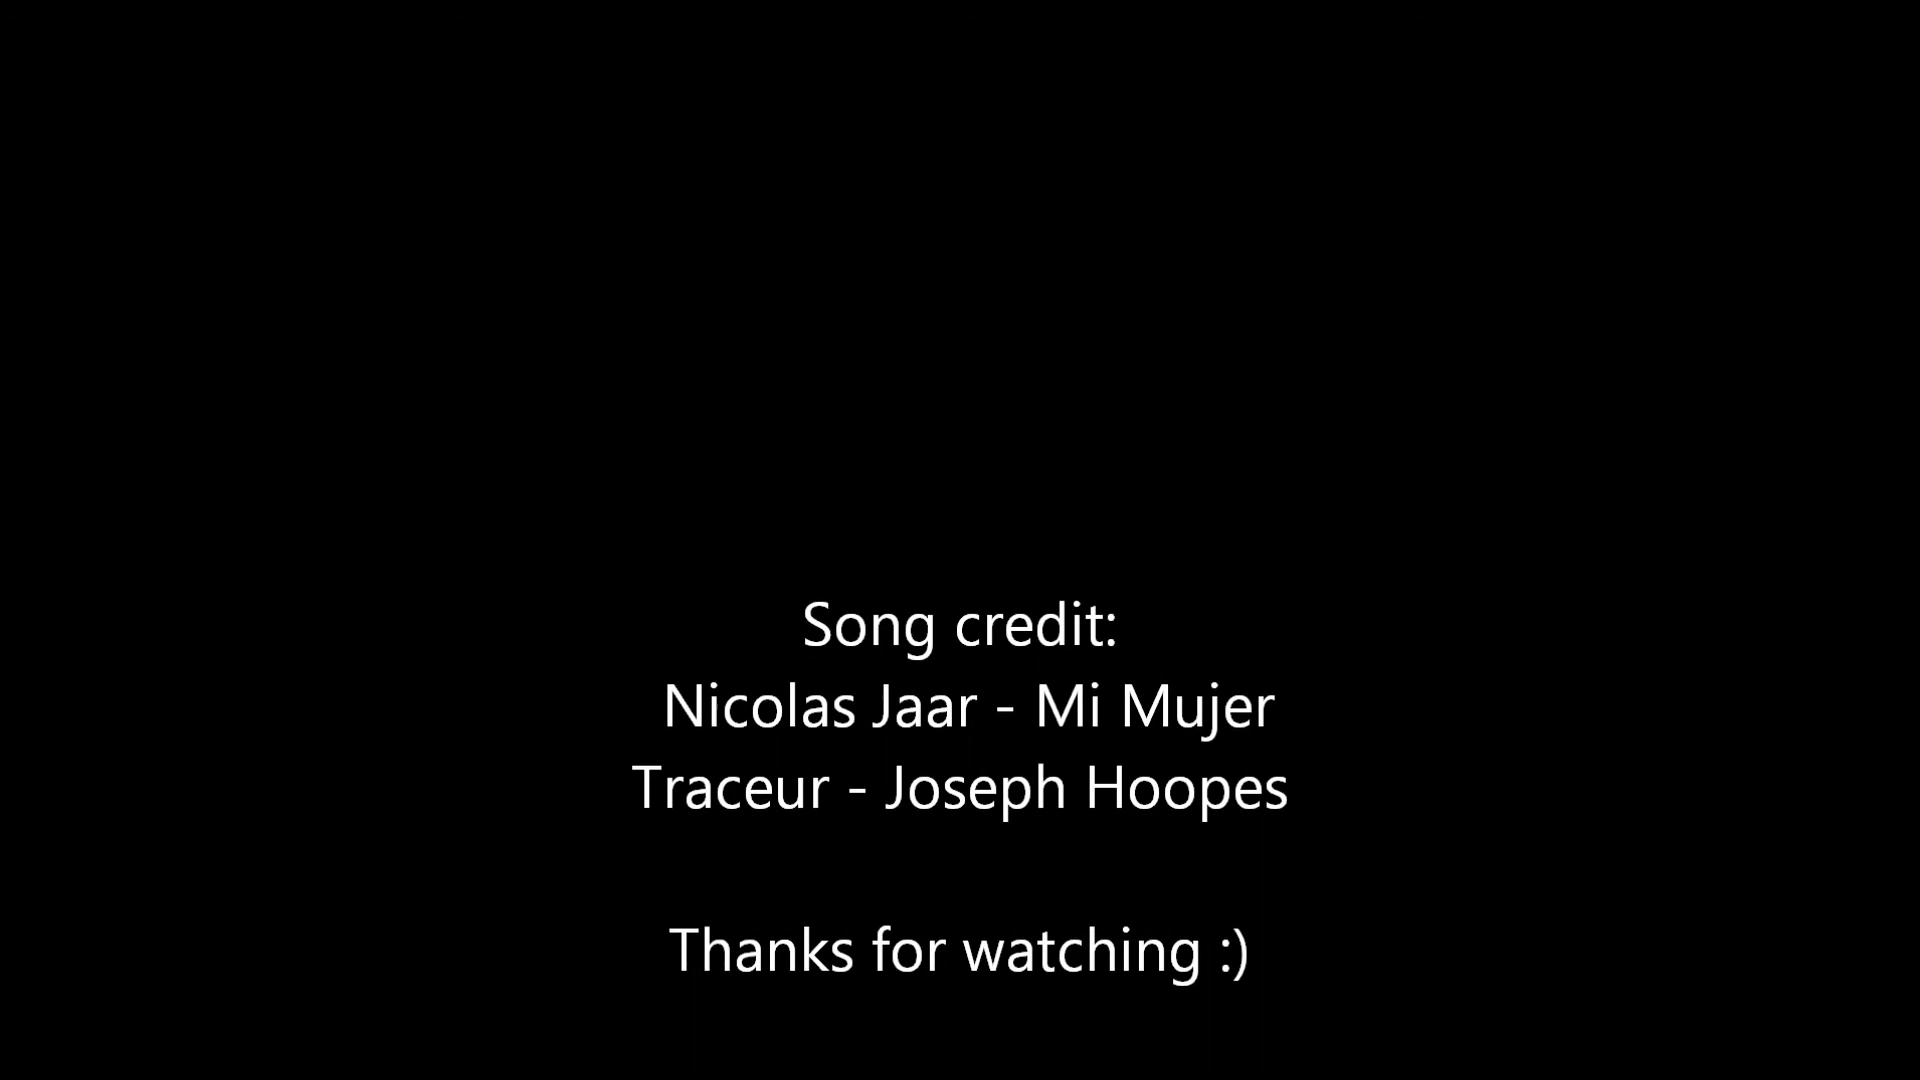 Song credit:
Nicolas Jaar - Mi Mujer
Traceur - Joseph Hoopes
Thanks for watching :)